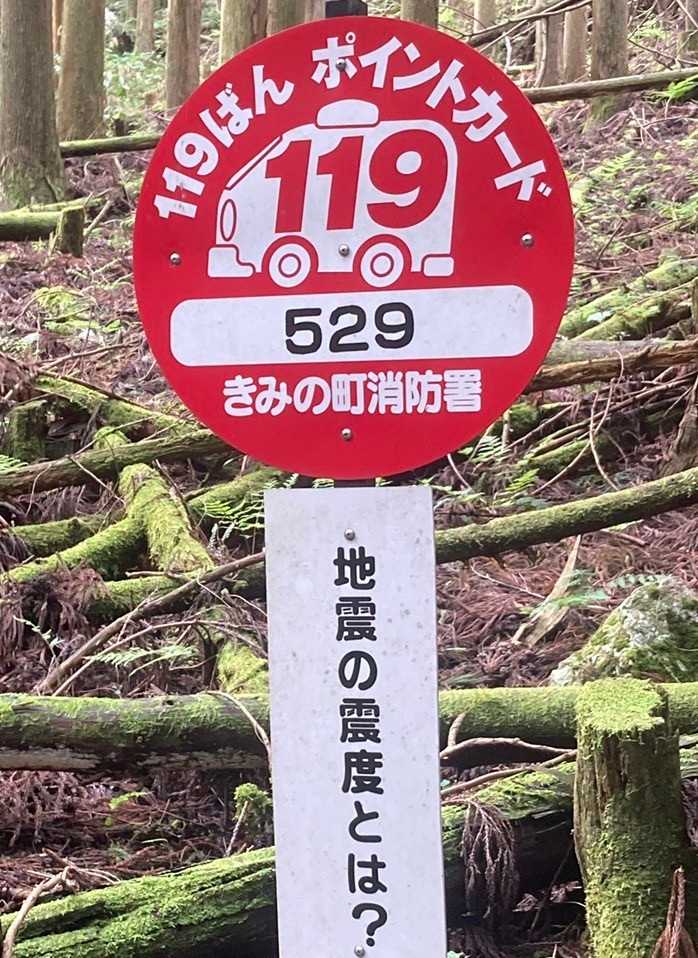 119ばん ポイントカード
119
529
きみの町消防署
地震の震度とは?